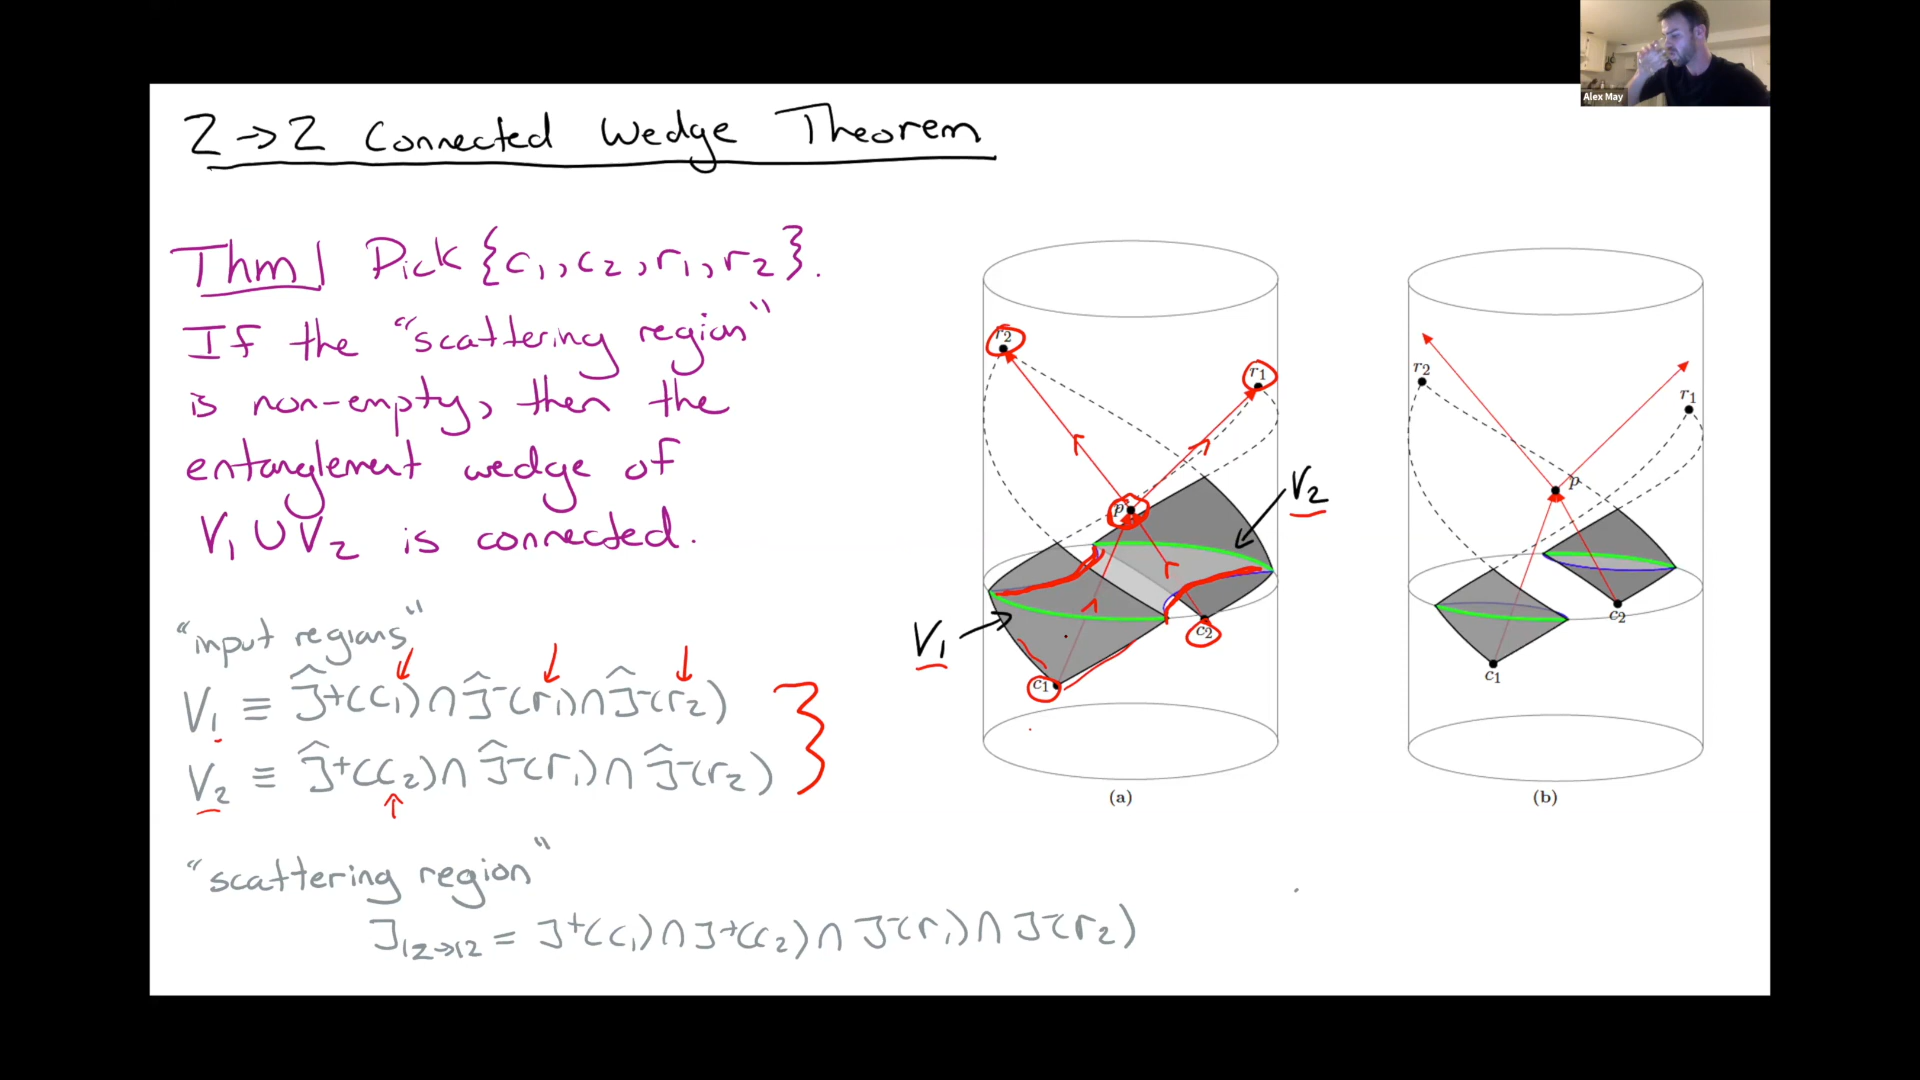 Alex May
2→2 Connected Wedge Theorem
Thm| Pick {c₁, c₂, r₁, r₂}.
If the "scattering region"
is non-empty, then the
entanglement wedge of
V₁ ∪ V₂ is connected.
"input regions"
V₁ ≡ Ĵ⁺(c₁) ∩ Ĵ⁻(r₁) ∩ Ĵ⁻(r₂)
V₂ ≡ Ĵ⁺(c₂) ∩ Ĵ⁻(r₁) ∩ Ĵ⁻(r₂)
"scattering region"
J₁₂→₁₂ = J⁺(c₁) ∩ J⁺(c₂) ∩ J⁻(r₁) ∩ J⁻(r₂)
r₂
r₁
p
V₂
V₁
c₂
c₁
(a)
r₂
r₁
p
c₂
c₁
(b)